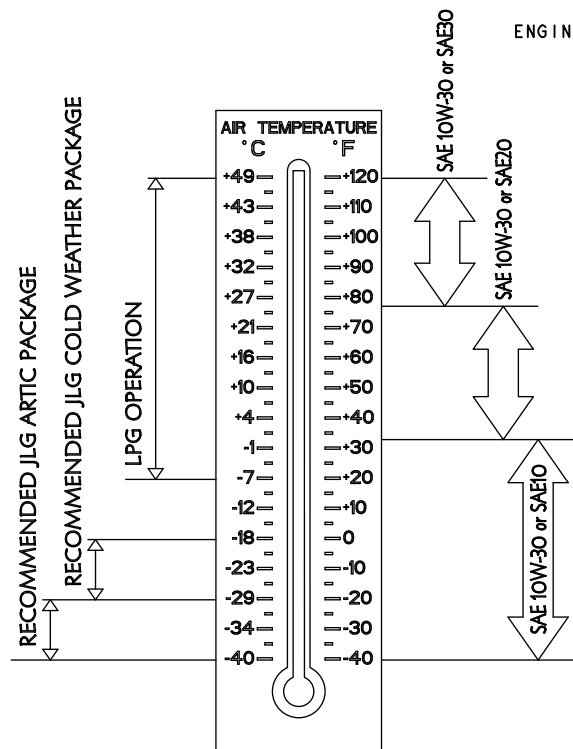 ENGIN
AIR TEMPERATURE
°C °F
+49 +120
+43 +110
+38 +100
+32 +90
+27 +80
+21 +70
+16 +60
+10 +50
+4 +40
-1 +30
-7 +20
-12 +10
-18 0
-23 -10
-29 -20
-34 -30
-40 -40
RECOMMENDED JLG ARTIC PACKAGE
RECOMMENDED JLG COLD WEATHER PACKAGE
LPG OPERATION
SAE 10W-30 or SAE30
SAE 10W-30 or SAE20
SAE 10W-30 or SAE10